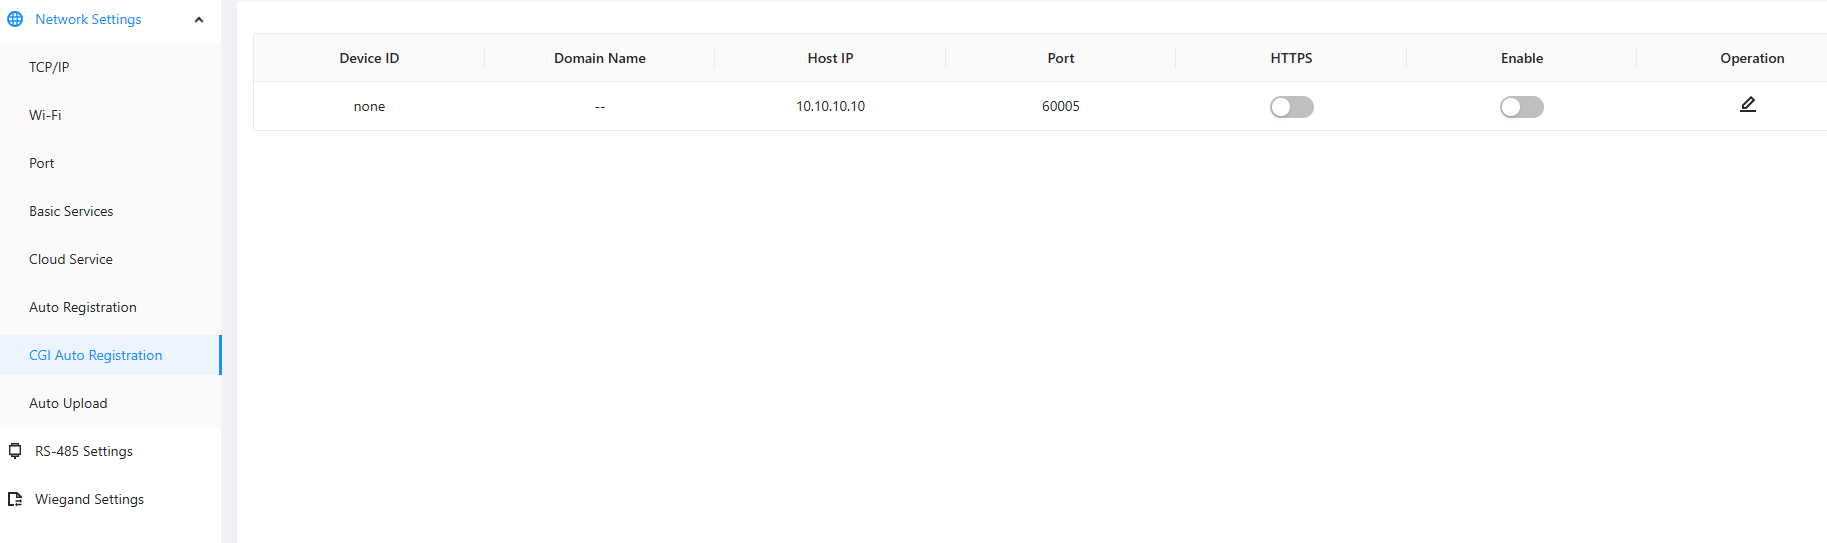 Network Settings
TCP/IP
Wi-Fi
Port
Basic Services
Cloud Service
Auto Registration
CGI Auto Registration
Auto Upload
RS-485 Settings
Wiegand Settings
Device ID Domain Name Host IP Port HTTPS Enable Operation
none -- 10.10.10.10 60005